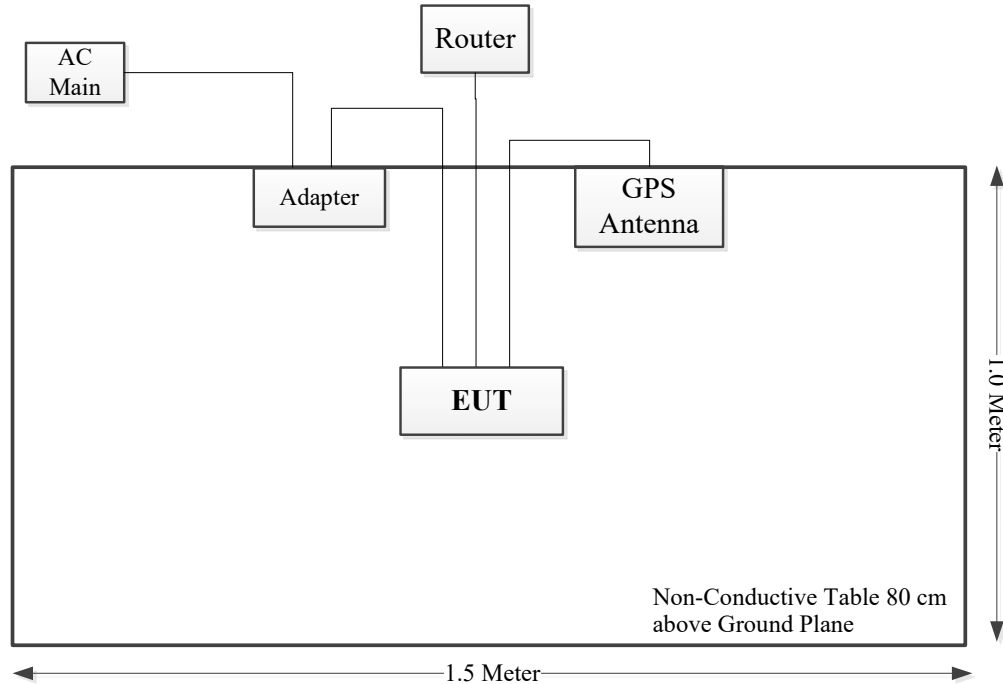 Router
AC
Main
Adapter
GPS
Antenna
EUT
1.0 Meter
Non-Conductive Table 80 cm
above Ground Plane
1.5 Meter